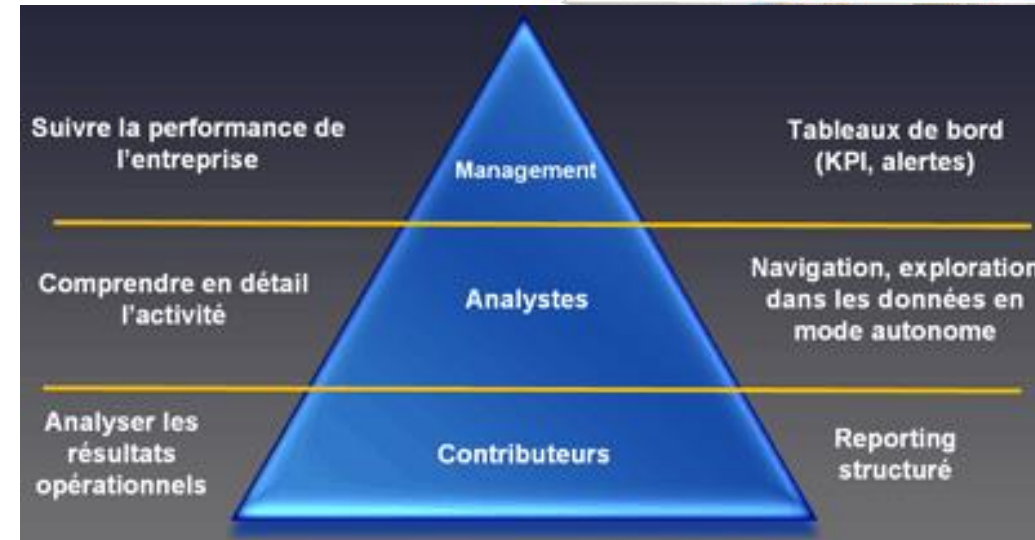 Suivre la performance de
l'entreprise
Management
Tableaux de bord
(KPI, alertes)
Comprendre en détail
l'activité
Analystes
Navigation, exploration
dans les données en
mode autonome
Analyser les
résultats
opérationnels
Contributeurs
Reporting
structuré